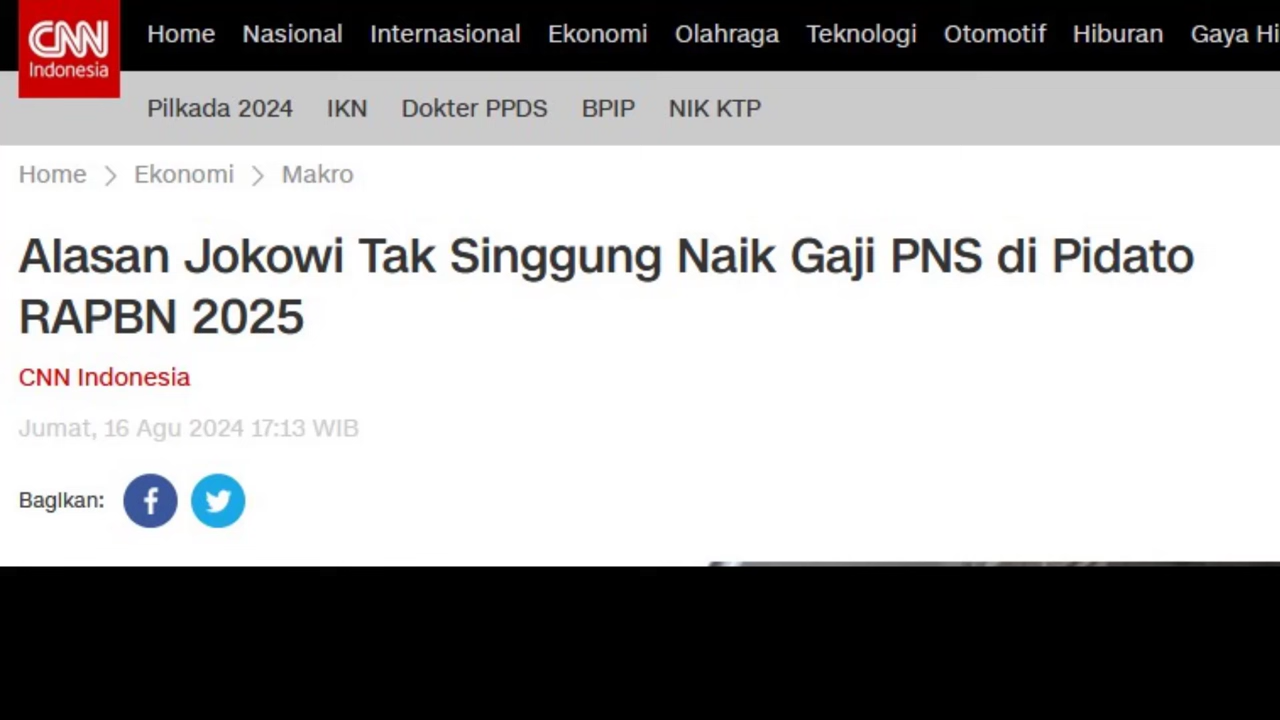 CNN
Indonesia
Home Nasional Internasional Ekonomi Olahraga Teknologi Otomotif Hiburan Gaya Hi
Pilkada 2024 IKN Dokter PPDS BPIP NIK KTP
Home > Ekonomi > Makro
Alasan Jokowi Tak Singgung Naik Gaji PNS di Pidato
RAPBN 2025
CNN Indonesia
Jumat, 16 Agu 2024 17:13 WIB
Bagikan: